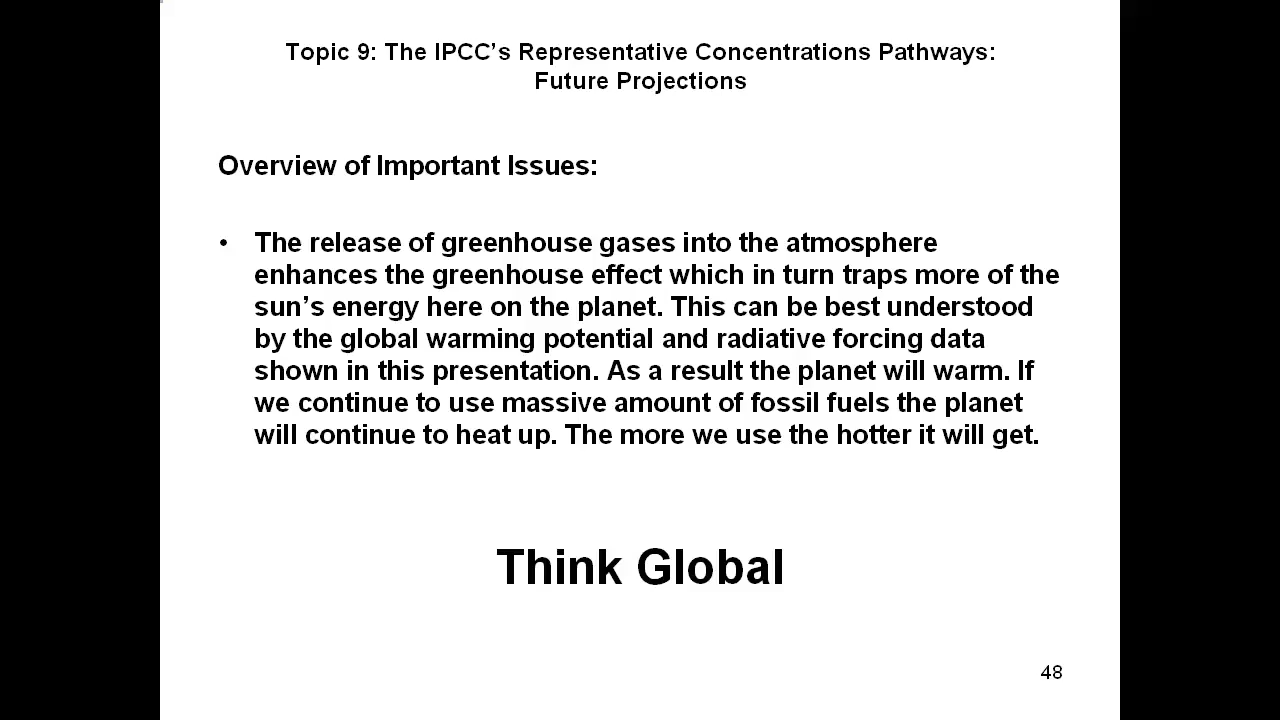 Topic 9: The IPCC’s Representative Concentrations Pathways:
Future Projections
Overview of Important Issues:
• The release of greenhouse gases into the atmosphere
enhances the greenhouse effect which in turn traps more of the
sun’s energy here on the planet. This can be best understood
by the global warming potential and radiative forcing data
shown in this presentation. As a result the planet will warm. If
we continue to use massive amount of fossil fuels the planet
will continue to heat up. The more we use the hotter it will get.
Think Global
48